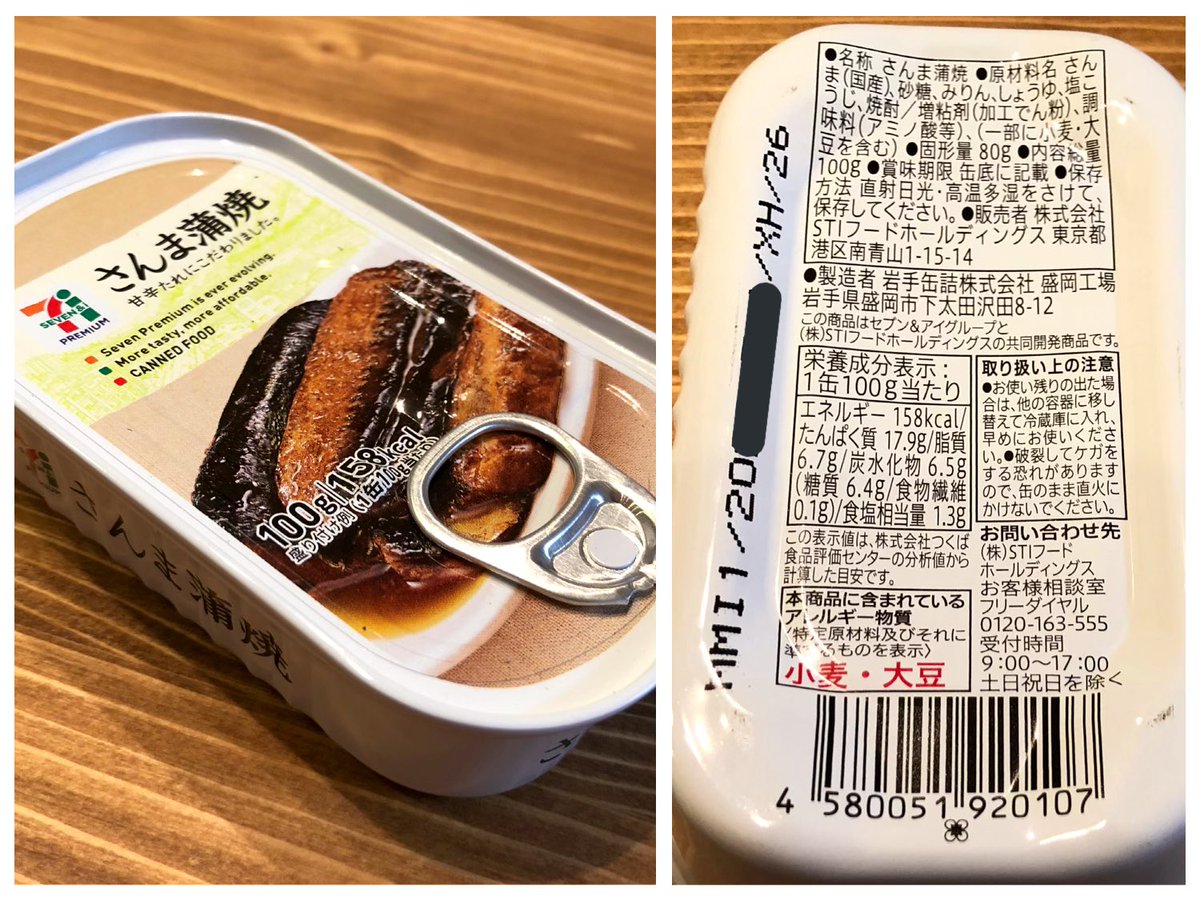 さんま蒲焼
甘辛たれにこだわりました。
7
SEVEN&i
PREMIUM
Seven Premium is ever evolving.
More tasty, more affordable.
CANNED FOOD
100g 158kcal
盛り付け例 (1缶100g当たり)
さんま蒲焼
さ
●名称 さんま蒲焼 ●原材料名 さん
ま(国産)、砂糖、みりん、しょうゆ、塩こ
うじ、焼酎/増粘剤(加工でん粉)、調
味料(アミノ酸等)、(一部に小麦・大
豆を含む) ●固形量 80g ●内容総量
100g ●賞味期限 缶底に記載 ●保存
方法 直射日光・高温多湿をさけて、
保存してください。●販売者 株式会社
STIフードホールディングス 東京都
港区南青山1-15-14
●製造者 岩手缶詰株式会社 盛岡工場
岩手県盛岡市下太田沢田8-12
この商品はセブン&アイグループと
(株)STIフードホールディングスの共同開発商品です。
栄養成分表示:
1缶100g当たり
エネルギー 158kcal/
たんぱく質 17.9g/脂質
6.7g/炭水化物 6.5g
(糖質 6.4g/食物繊維
0.1g)/食塩相当量 1.3g
この表示値は、株式会社つくば
食品評価センターの分析値から
計算した目安です。
本商品に含まれている
アレルギー物質
〈特定原材料及びそれに
準ずるものを表示〉
小麦・大豆
取り扱い上の注意
●お使い残りの出た場
合は、他の容器に移し
替えて冷蔵庫に入れ、
早めにお使いくださ
い。●破裂してケガを
する恐れがあります
ので、缶のまま直火に
かけないでください。
お問い合わせ先
(株)STIフード
ホールディングス
お客様相談室
フリーダイヤル
0120-163-555
受付時間
9:00〜17:00
土日祝日を除く
4 580051 920107
MMI1/20 /XH/26